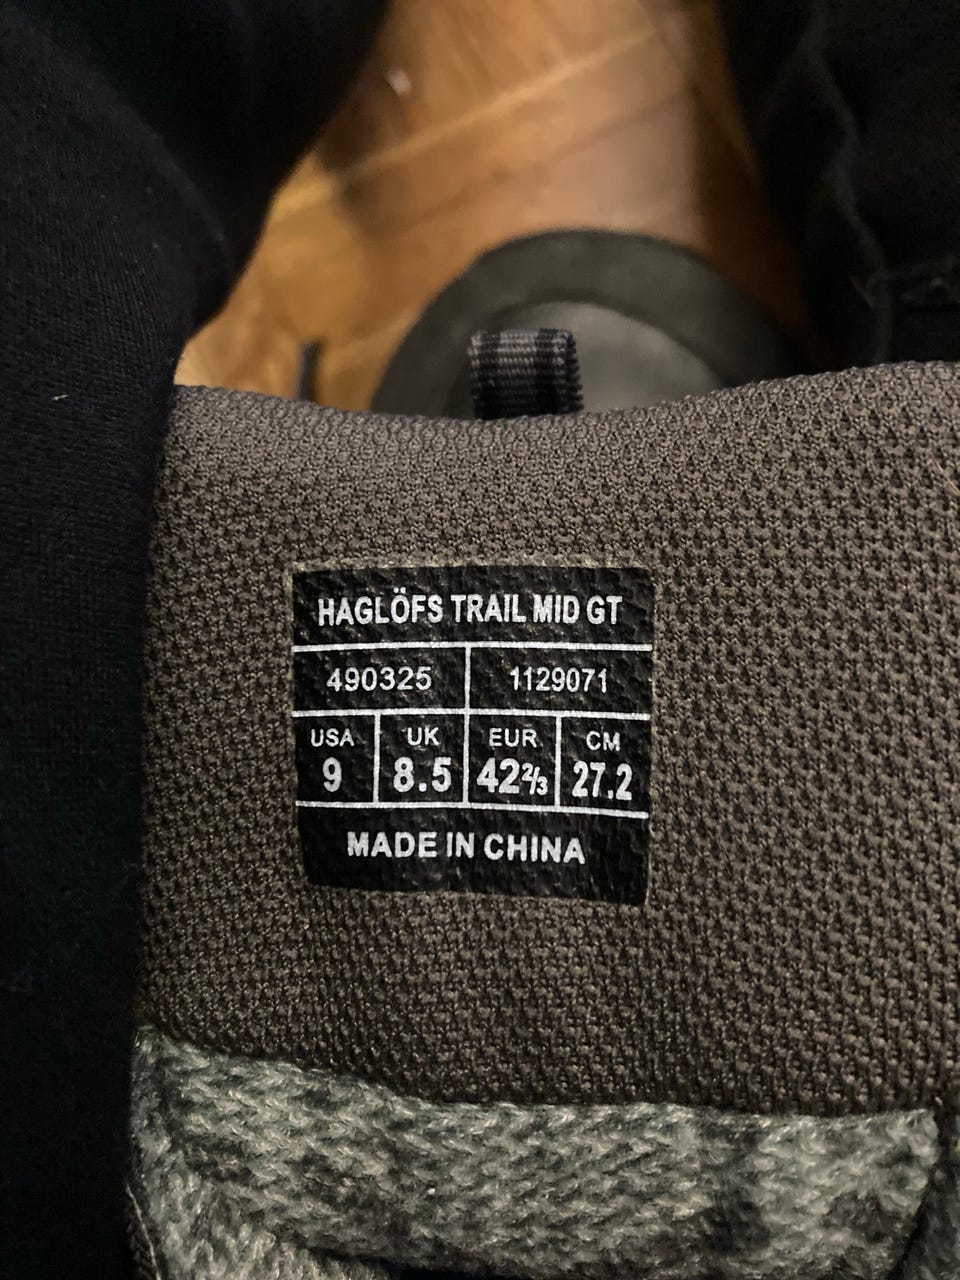 HAGLÖFS TRAIL MID GT
490325 1129071
USA UK EUR CM
9 8.5 42⅔ 27.2
MADE IN CHINA